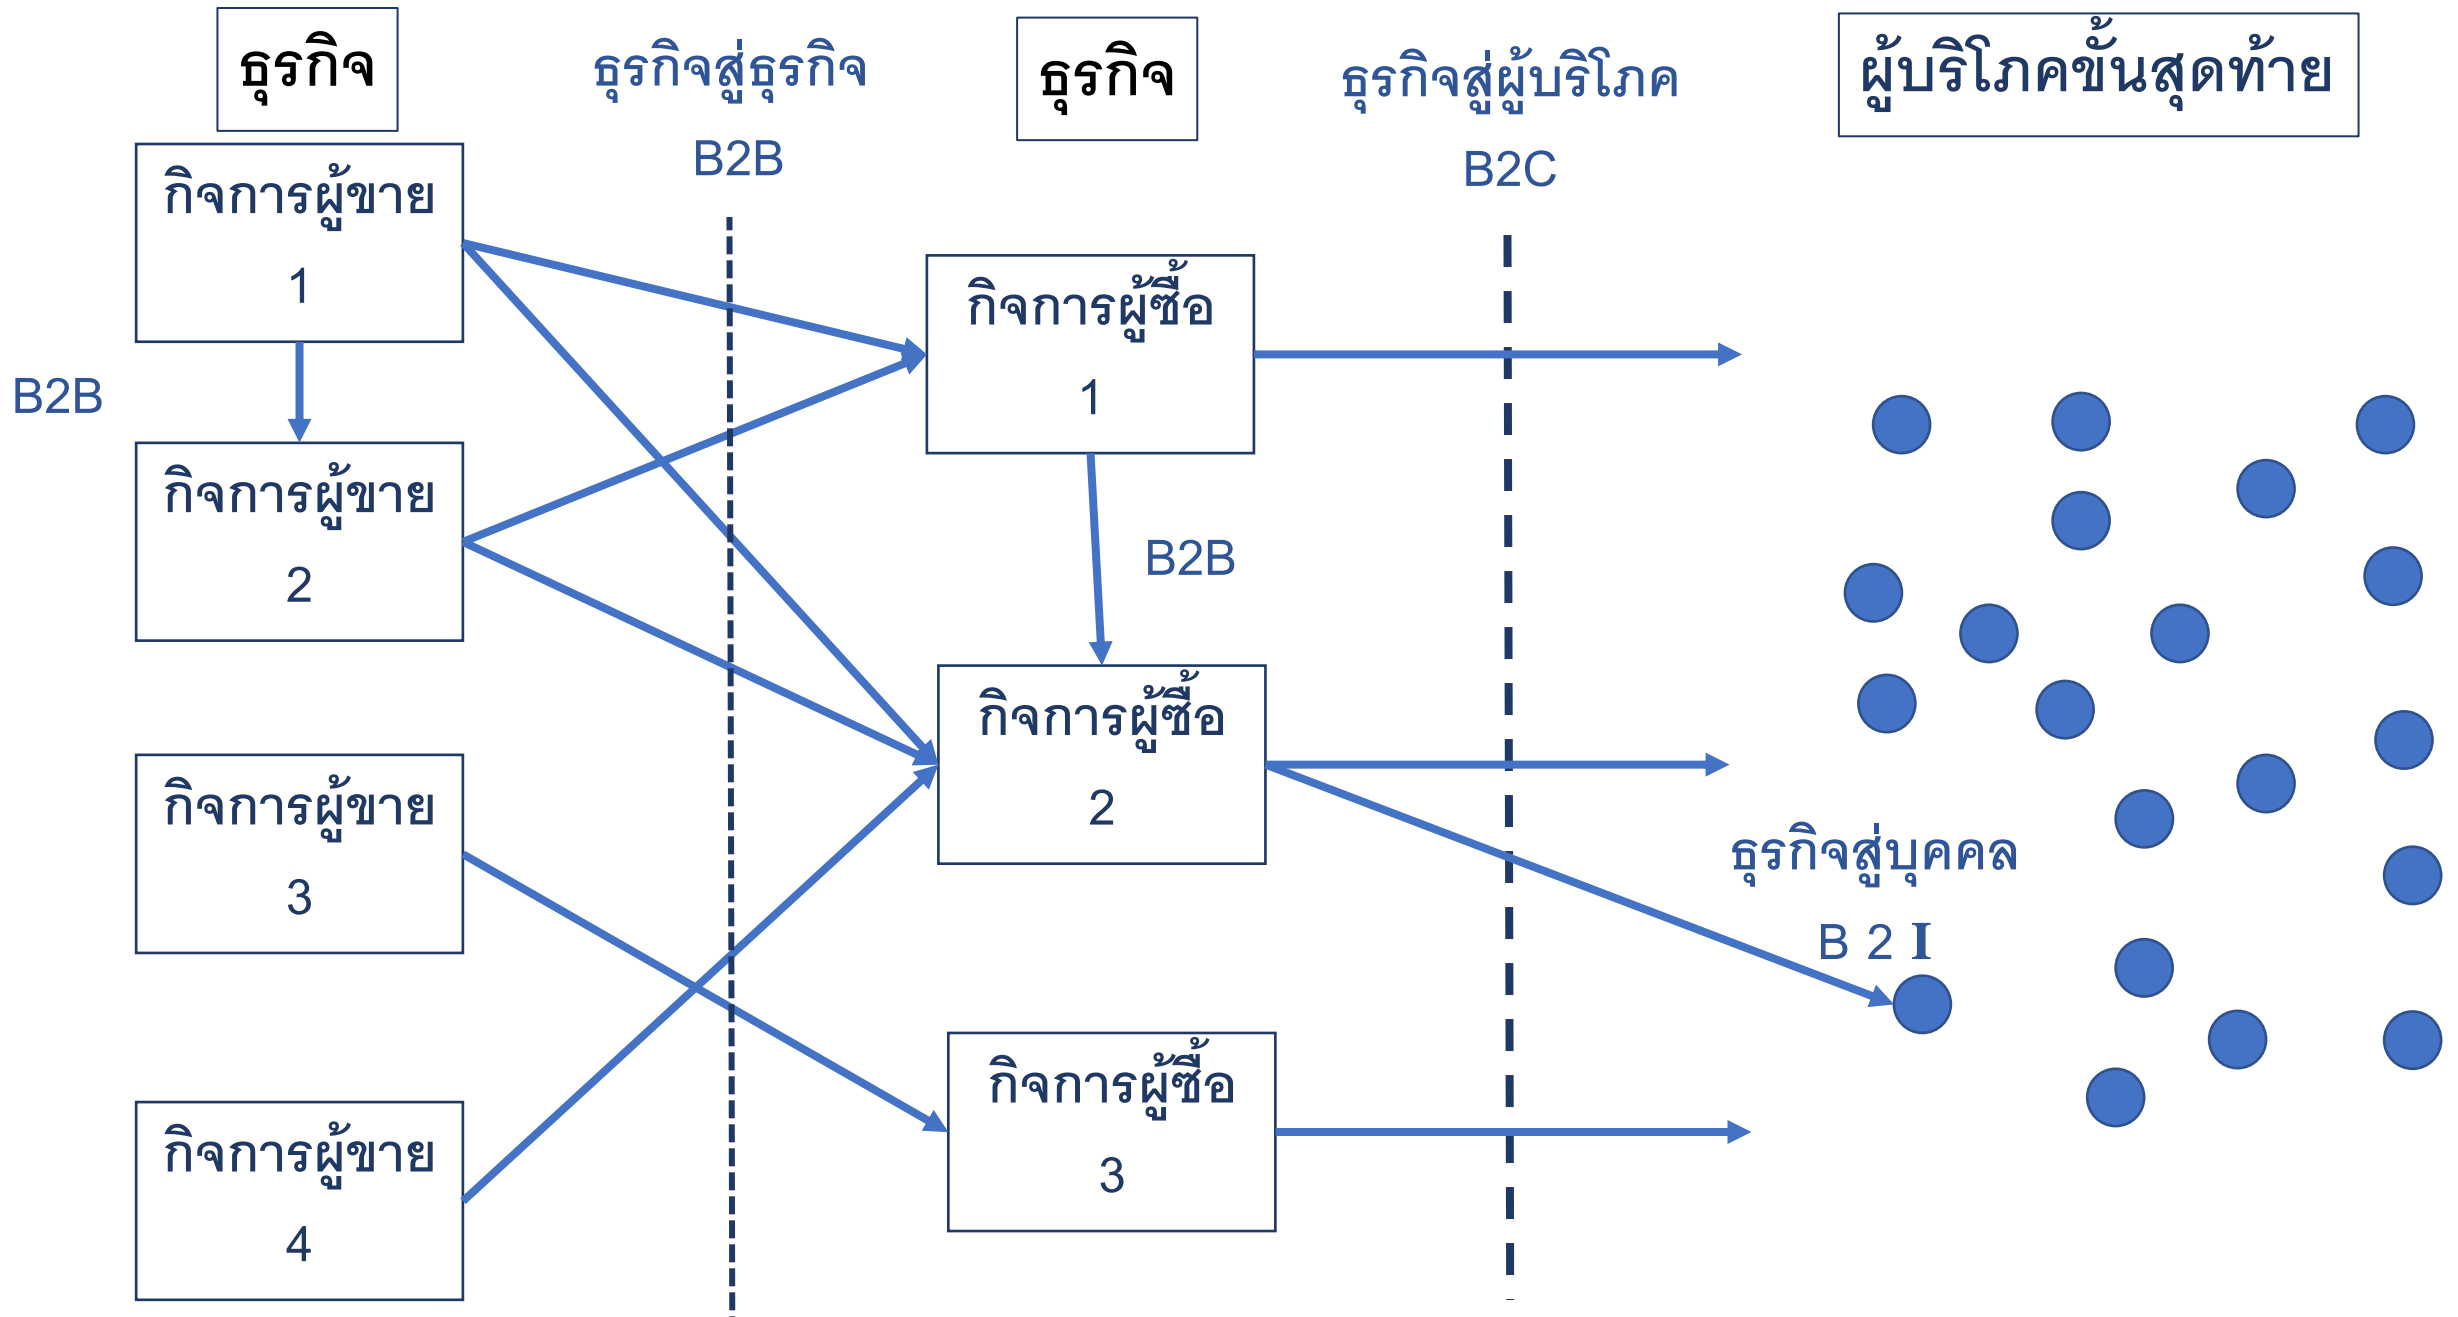 ธุรกิจ
ธุรกิจสู่ธุรกิจ
B2B
ธุรกิจ
ธุรกิจสู่ผู้บริโภค
B2C
ผู้บริโภคขั้นสุดท้าย
กิจการผู้ขาย
1
B2B
กิจการผู้ขาย
2
กิจการผู้ขาย
3
กิจการผู้ขาย
4
กิจการผู้ซื้อ
1
B2B
กิจการผู้ซื้อ
2
กิจการผู้ซื้อ
3
ธุรกิจสู่บุคคล
B 2 I